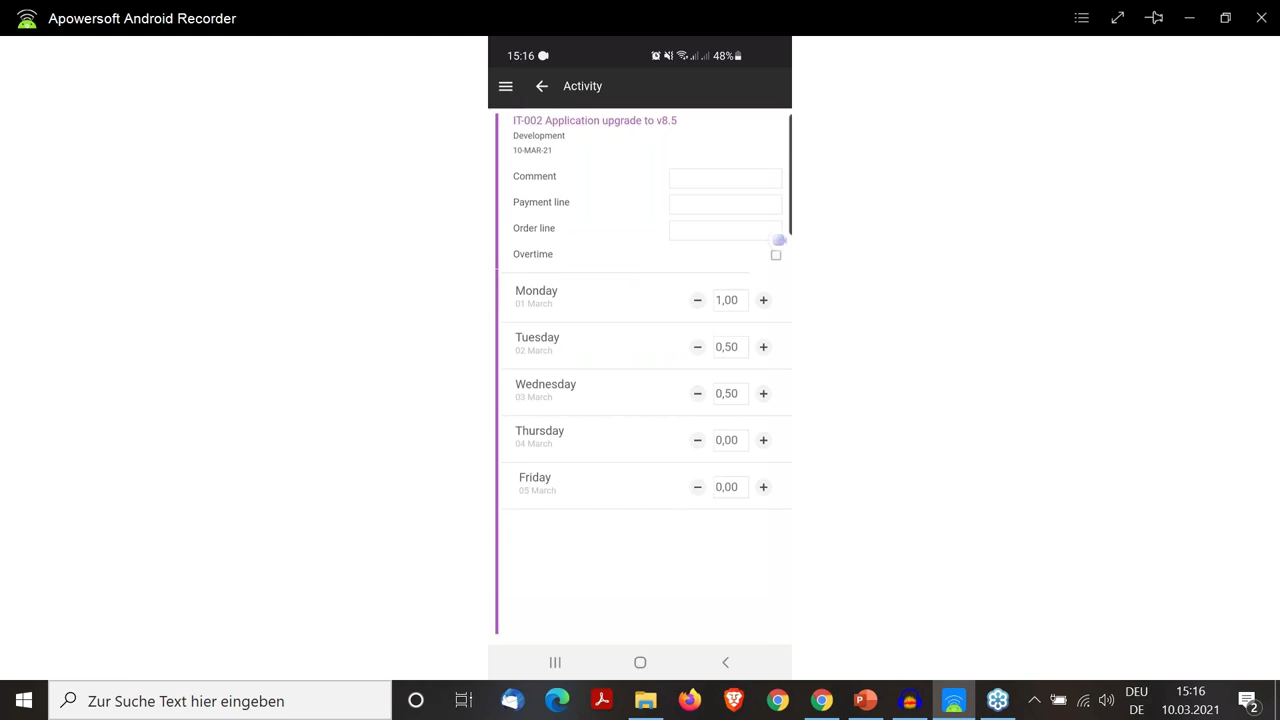 Apowersoft Android Recorder
15:16
48%
Activity
IT-002 Application upgrade to v8.5
Development
10-MAR-21
Comment
Payment line
Order line
Overtime
Monday
01 March
1,00
Tuesday
02 March
0,50
Wednesday
03 March
0,50
Thursday
04 March
0,00
Friday
05 March
0,00
Zur Suche Text hier eingeben
DEU
DE
15:16
10.03.2021
2